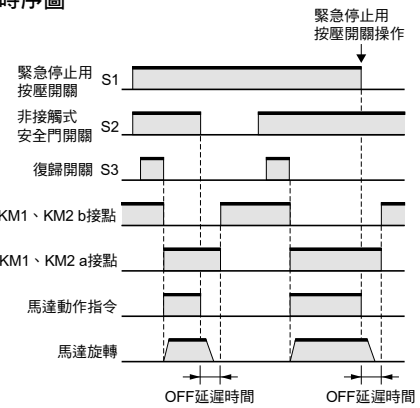 時序圖
緊急停止用
按壓開關操作
緊急停止用
按壓開關 S1
非接觸式
安全門開關 S2
復歸開關 S3
KM1、KM2 b接點
KM1、KM2 a接點
馬達動作指令
馬達旋轉
OFF延遲時間 OFF延遲時間